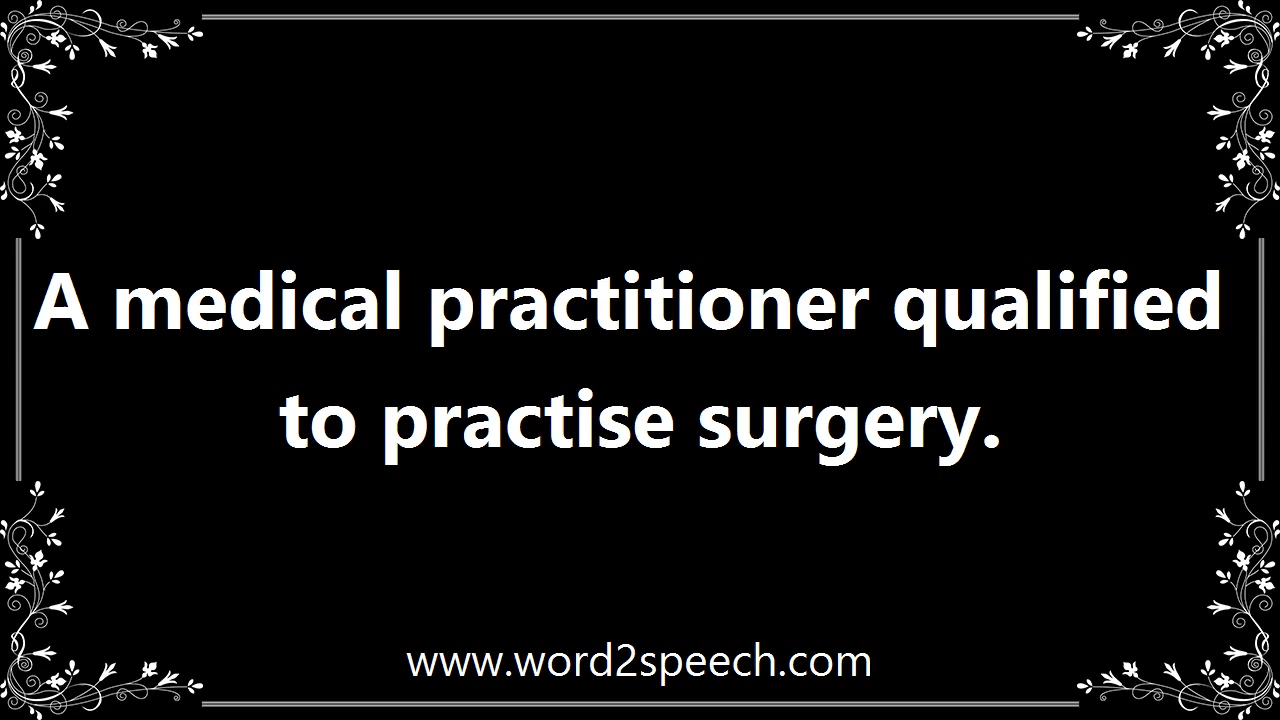 A medical practitioner qualified
to practise surgery.
www.word2speech.com